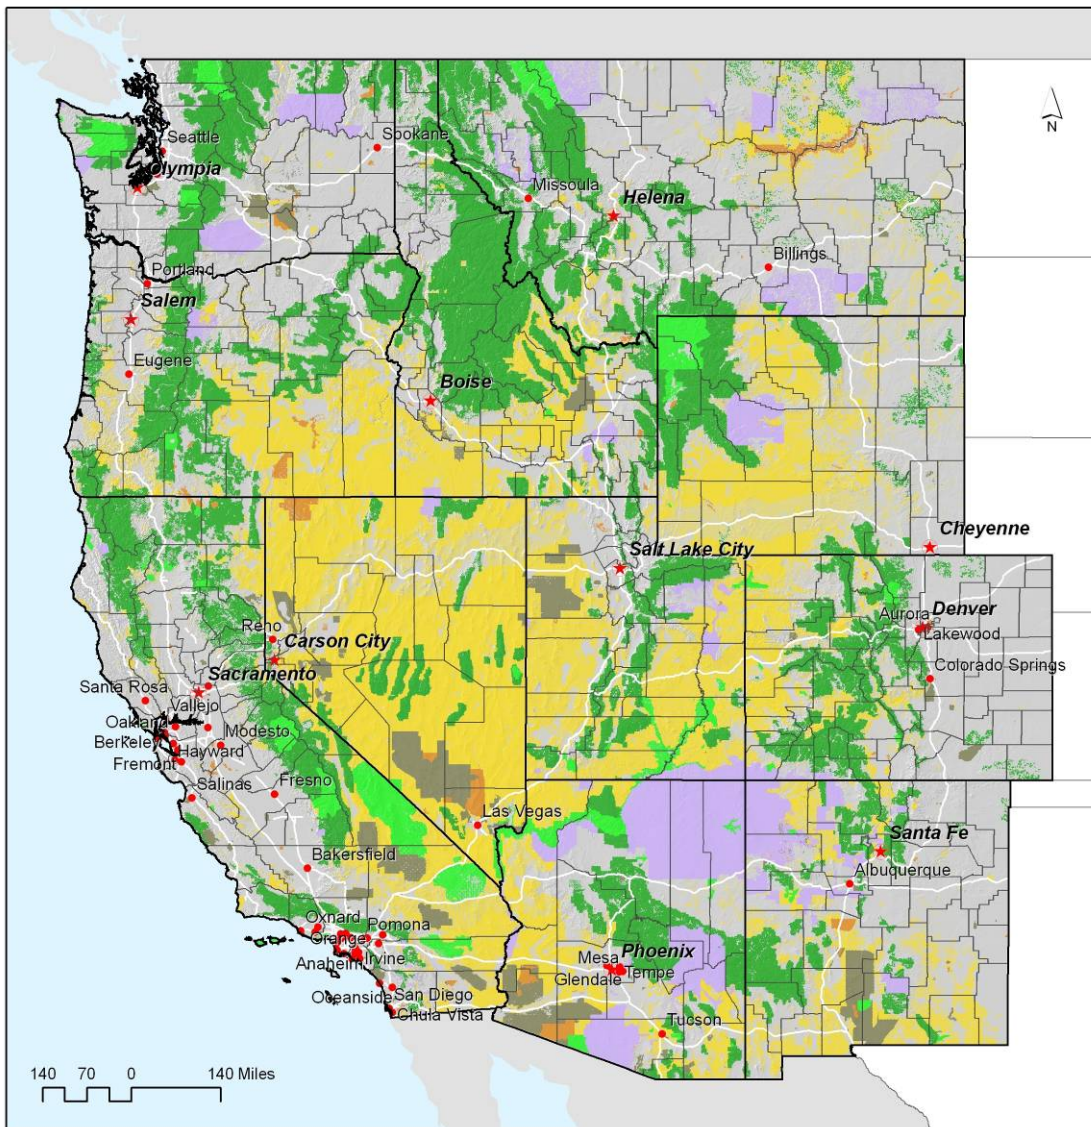 N
Seattle
Spokane
Olympia
Missoula
Helena
Billings
Portland
Salem
Eugene
Boise
Cheyenne
Salt Lake City
Aurora
Denver
Lakewood
Reno
Carson City
Colorado Springs
Sacramento
Santa Rosa
Vallejo
Oakland
Modesto
Berkeley
Hayward
Fremont
Salinas
Fresno
Las Vegas
Santa Fe
Bakersfield
Albuquerque
Oxnard
Pomona
Orange
Phoenix
Mesa
Anaheim
Irvine
Glendale
Tempe
Oceanside
San Diego
Chula Vista
Tucson
140 70 0 140 Miles